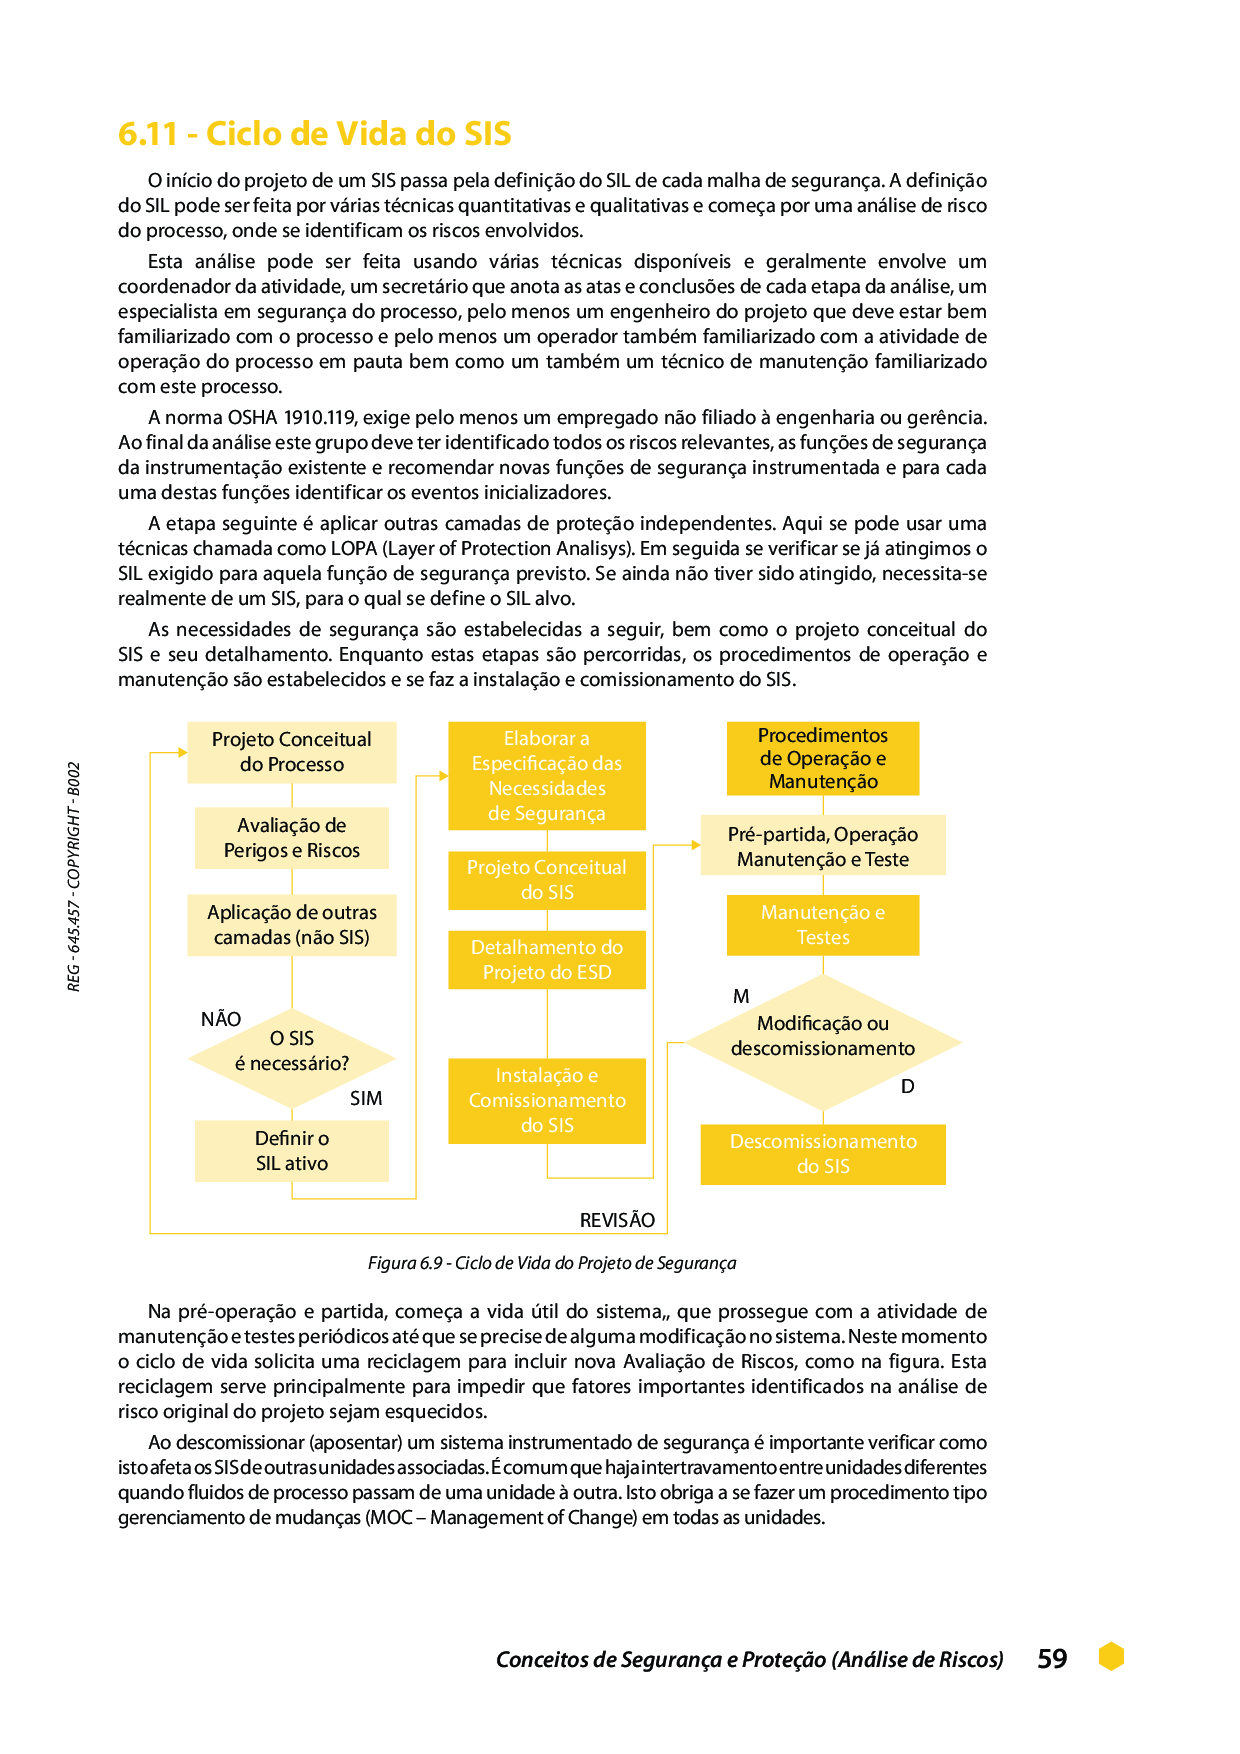 6.11 - Ciclo de Vida do SIS
O início do projeto de um SIS passa pela definição do SIL de cada malha de segurança. A definição
do SIL pode ser feita por várias técnicas quantitativas e qualitativas e começa por uma análise de risco
do processo, onde se identificam os riscos envolvidos.
Esta análise pode ser feita usando várias técnicas disponíveis e geralmente envolve um
coordenador da atividade, um secretário que anota as atas e conclusões de cada etapa da análise, um
especialista em segurança do processo, pelo menos um engenheiro do projeto que deve estar bem
familiarizado com o processo e pelo menos um operador também familiarizado com a atividade de
operação do processo em pauta bem como um também um técnico de manutenção familiarizado
com este processo.
A norma OSHA 1910.119, exige pelo menos um empregado não filiado à engenharia ou gerência.
Ao final da análise este grupo deve ter identificado todos os riscos relevantes, as funções de segurança
da instrumentação existente e recomendar novas funções de segurança instrumentada e para cada
uma destas funções identificar os eventos inicializadores.
A etapa seguinte é aplicar outras camadas de proteção independentes. Aqui se pode usar uma
técnicas chamada como LOPA (Layer of Protection Analisys). Em seguida se verificar se já atingimos o
SIL exigido para aquela função de segurança previsto. Se ainda não tiver sido atingido, necessita-se
realmente de um SIS, para o qual se define o SIL alvo.
As necessidades de segurança são estabelecidas a seguir, bem como o projeto conceitual do
SIS e seu detalhamento. Enquanto estas etapas são percorridas, os procedimentos de operação e
manutenção são estabelecidos e se faz a instalação e comissionamento do SIS.
Projeto Conceitual
do Processo
Avaliação de
Perigos e Riscos
Aplicação de outras
camadas (não SIS)
NÃO
O SIS
é necessário?
SIM
Definir o
SIL ativo
Elaborar a
Especificação das
Necessidades
de Segurança
Projeto Conceitual
do SIS
Detalhamento do
Projeto do ESD
Instalação e
Comissionamento
do SIS
Procedimentos
de Operação e
Manutenção
Pré-partida, Operação
Manutenção e Teste
Manutenção e
Testes
M
Modificação ou
descomissionamento
D
Descomissionamento
do SIS
REVISÃO
Figura 6.9 - Ciclo de Vida do Projeto de Segurança
Na pré-operação e partida, começa a vida útil do sistema,, que prossegue com a atividade de
manutenção e testes periódicos até que se precise de alguma modificação no sistema. Neste momento
o ciclo de vida solicita uma reciclagem para incluir nova Avaliação de Riscos, como na figura. Esta
reciclagem serve principalmente para impedir que fatores importantes identificados na análise de
risco original do projeto sejam esquecidos.
Ao descomissionar (aposentar) um sistema instrumentado de segurança é importante verificar como
isto afeta os SIS de outras unidades associadas. É comum que haja intertravamento entre unidades diferentes
quando fluidos de processo passam de uma unidade à outra. Isto obriga a se fazer um procedimento tipo
gerenciamento de mudanças (MOC – Management of Change) em todas as unidades.
REG - 645.457 - COPYRIGHT - B002
Conceitos de Segurança e Proteção (Análise de Riscos) 59